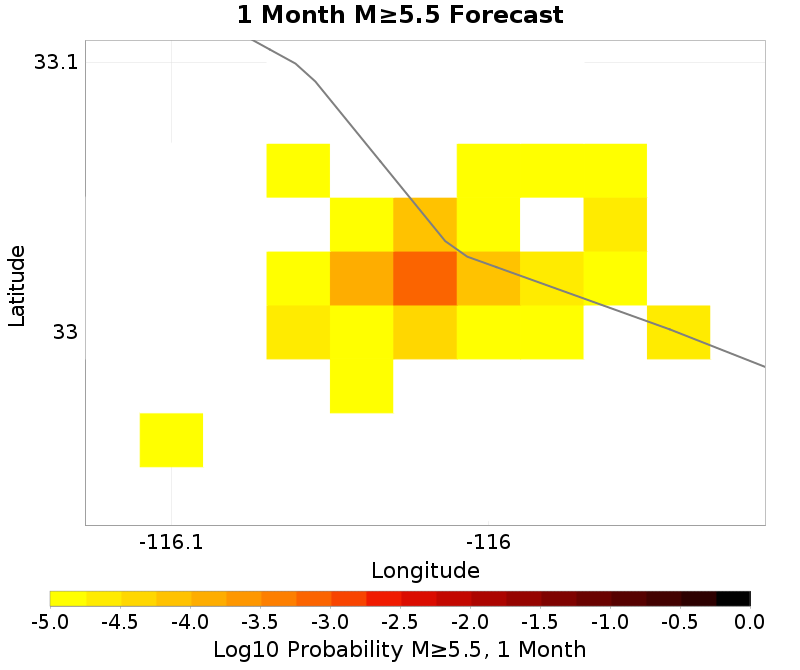 1 Month M≥5.5 Forecast
33.1
33
Latitude
-116.1 -116
Longitude
-5.0 -4.5 -4.0 -3.5 -3.0 -2.5 -2.0 -1.5 -1.0 -0.5 0.0
Log10 Probability M≥5.5, 1 Month